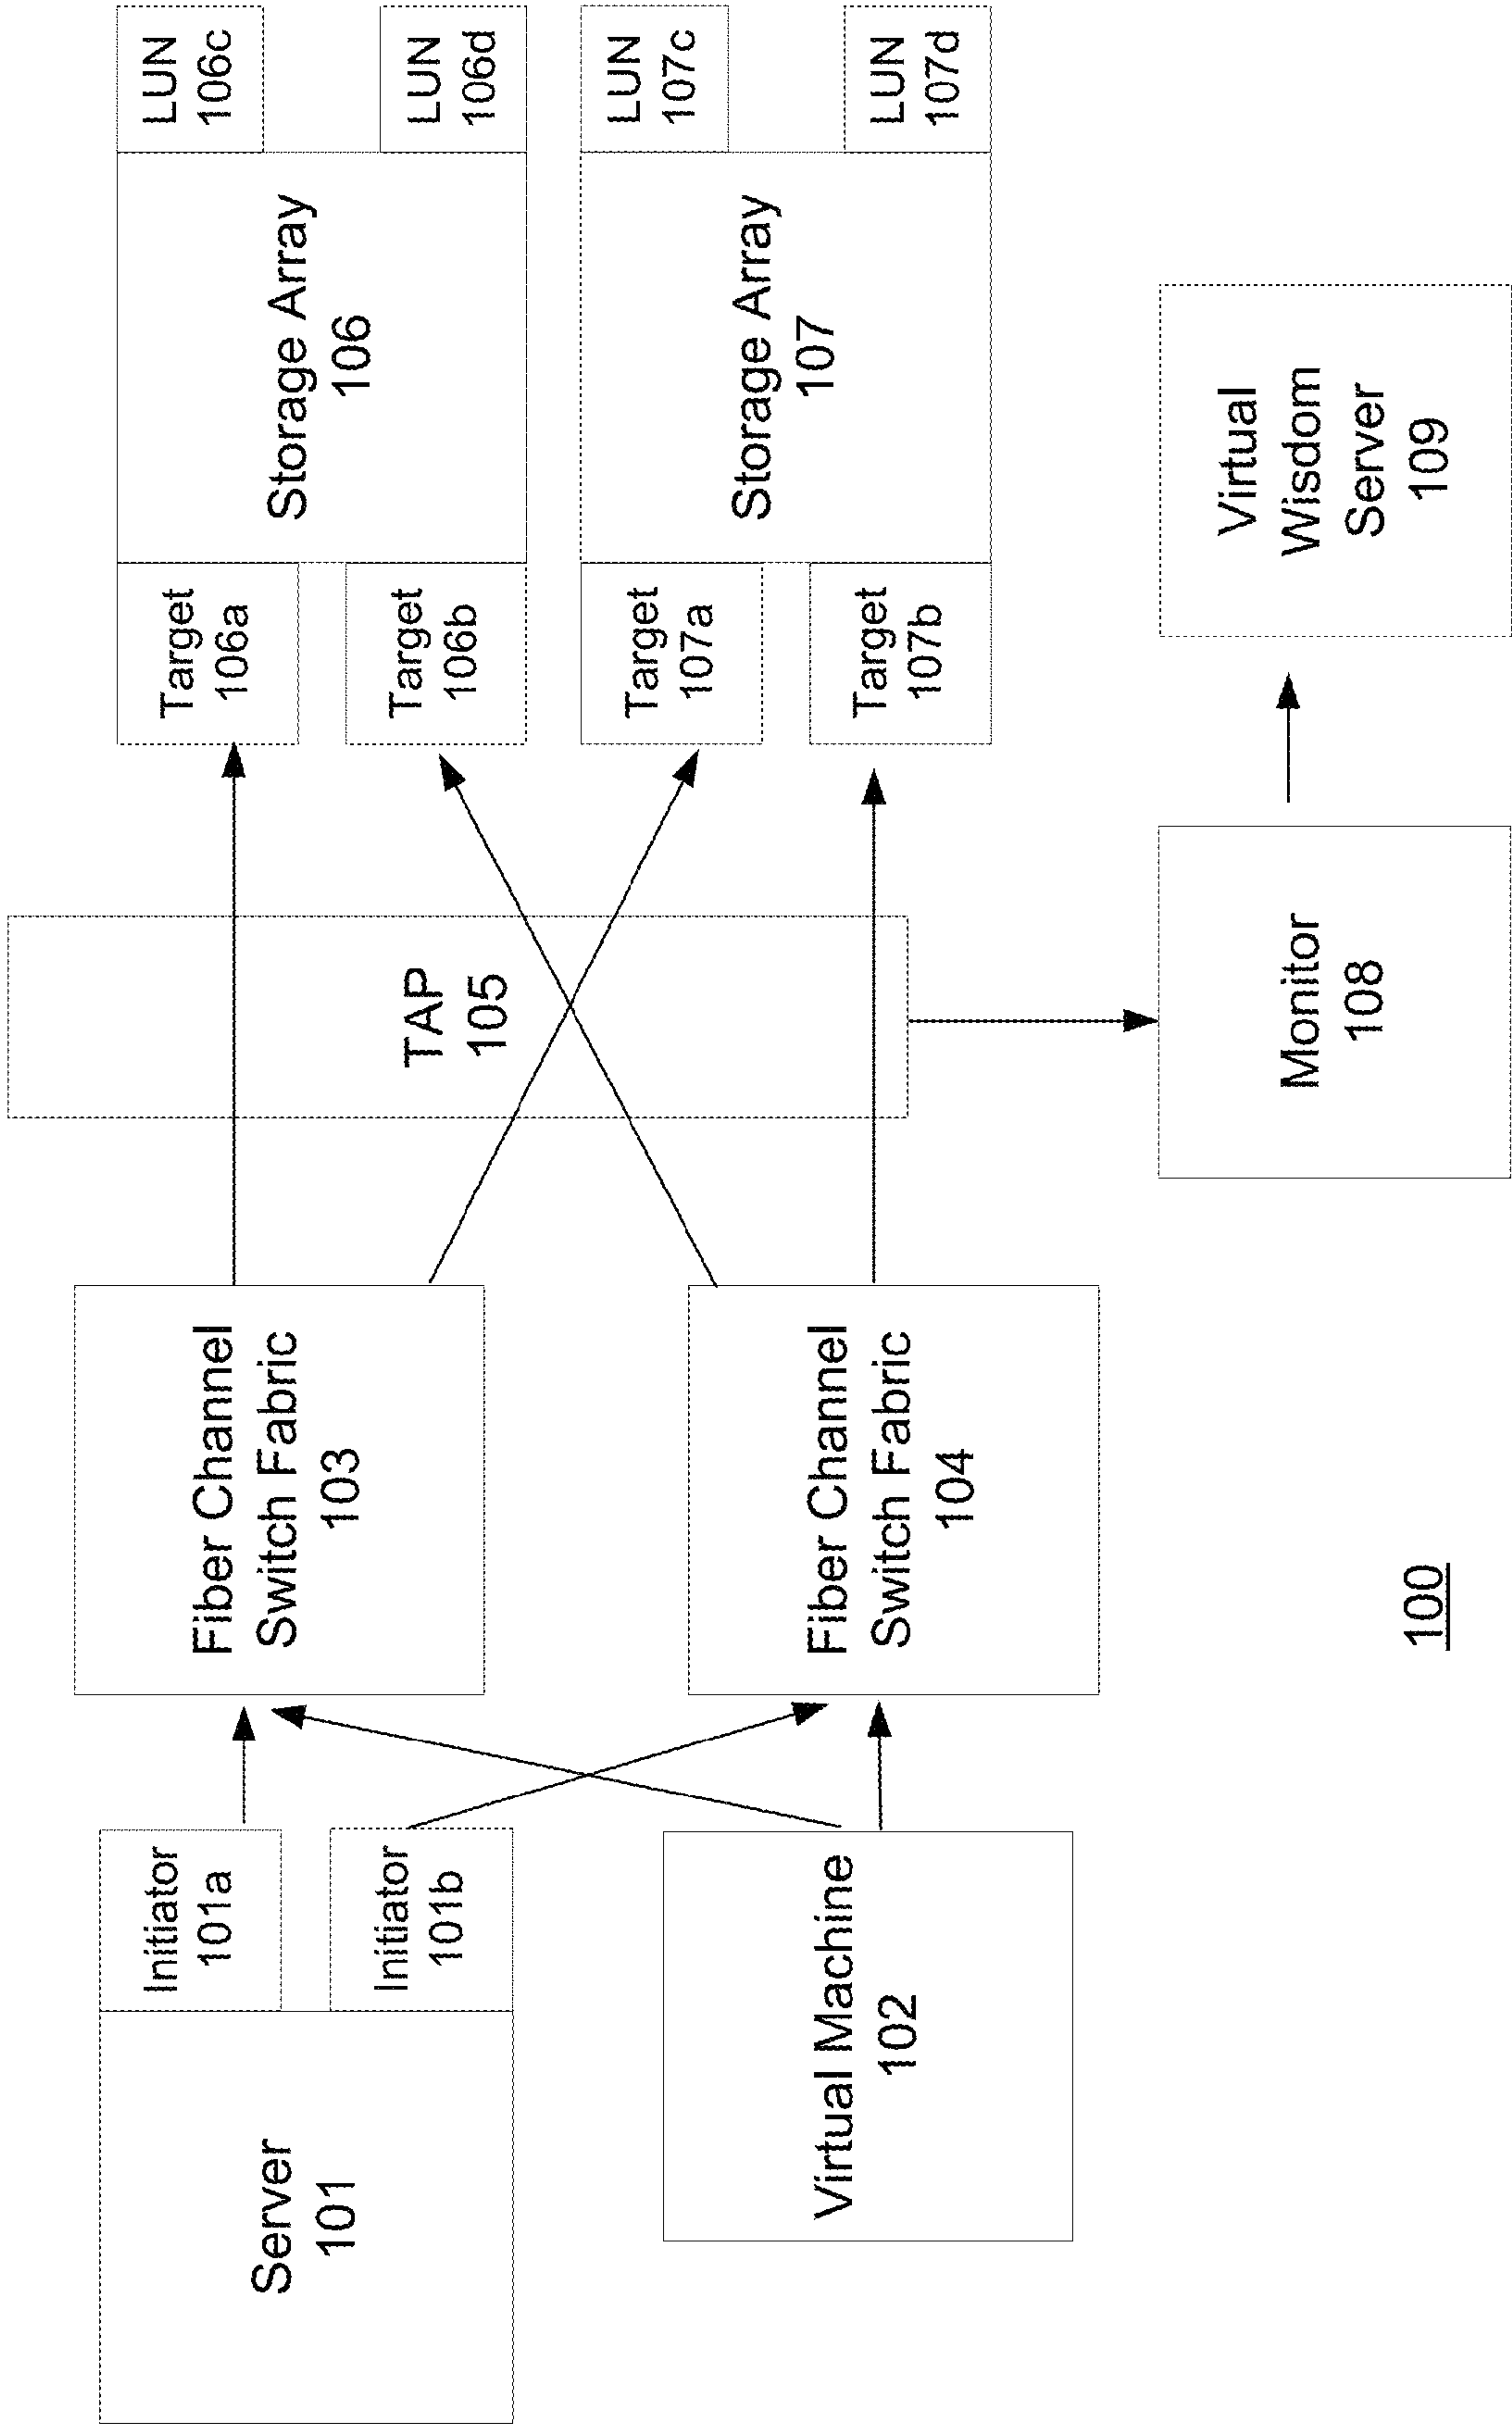 Server
101
Initiator
101a
Initiator
101b
Virtual Machine
102
Fiber Channel
Switch Fabric
103
Fiber Channel
Switch Fabric
104
TAP
105
Target
106a
Target
106b
Storage Array
106
LUN
106c
LUN
106d
Target
107a
Target
107b
Storage Array
107
LUN
107c
LUN
107d
Monitor
108
Virtual
Wisdom
Server
109
100